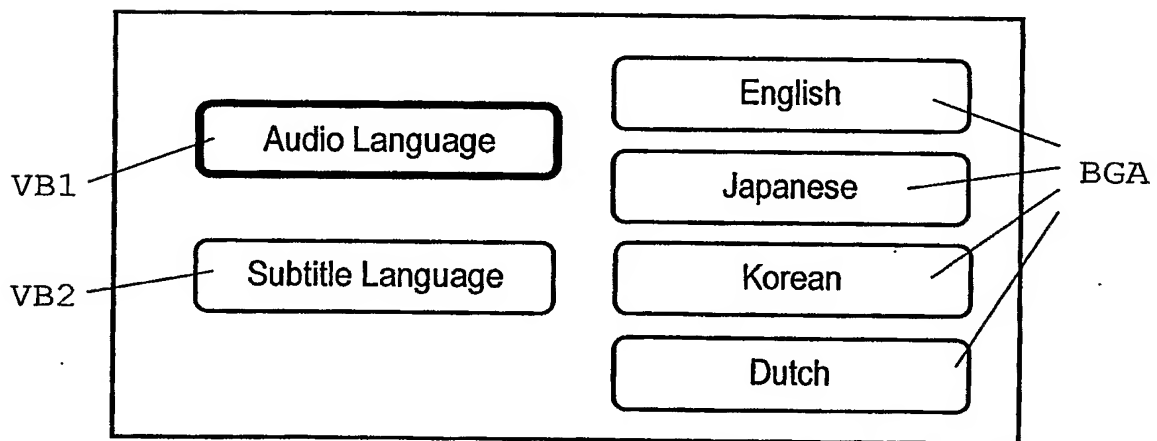 English
Audio Language
VB1
Japanese
BGA
Subtitle Language
VB2
Korean
Dutch